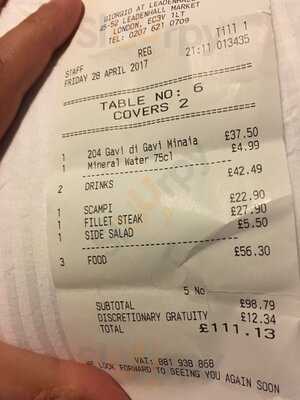 GIORGIO AT LEADENHALL
45-50 LEADENHALL MARKET
LONDON, EC3V 1LT
TEL: 0207 621 0709
STAFF REG T111 1
FRIDAY 28 APRIL 2017 21:11 013435
TABLE NO: 6
COVERS 2
1 204 Gavi di Gavi Minaia £37.50
1 Mineral Water 75cl £4.99
2 DRINKS £42.49
1 SCAMPI £22.90
1 FILLET STEAK £27.90
1 SIDE SALAD £5.50
3 FOOD £56.30
5 No
SUBTOTAL £98.79
DISCRETIONARY GRATUITY £12.34
TOTAL £111.13
VAT: 881 938 868
WE LOOK FORWARD TO SEEING YOU AGAIN SOON